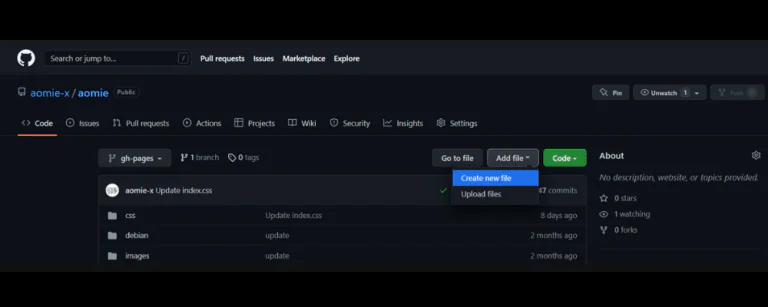 Search or jump to... / Pull requests Issues Marketplace Explore
aomie-x / aomie Public Pin Unwatch 1 Fork
Code Issues Pull requests Actions Projects Wiki Security Insights Settings
gh-pages 1 branch 0 tags Go to file Add file Code About
Create new file
Upload files
No description, website, or topics provided.
aomie-x Update index.css 47 commits
0 stars
css Update index.css 8 days ago
1 watching
debian update 2 months ago
0 forks
images update 2 months ago